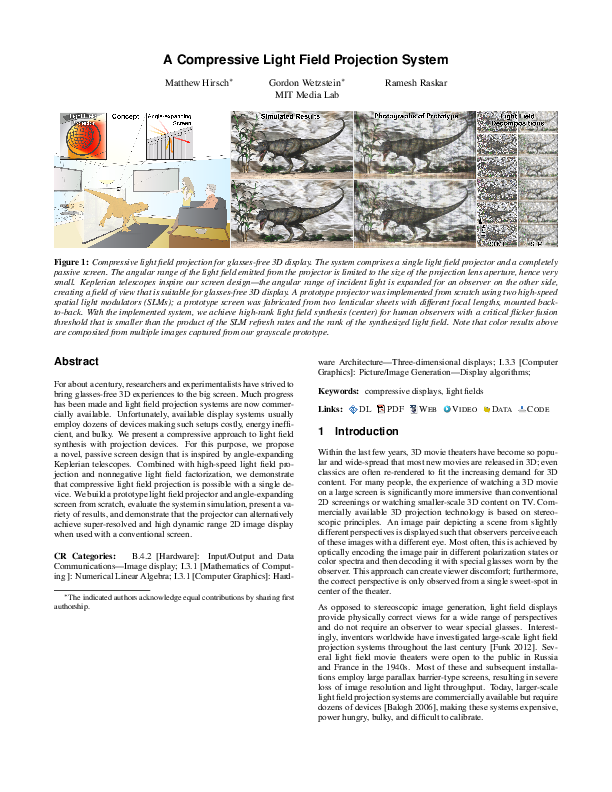 A Compressive Light Field Projection System
Matthew Hirsch* Gordon Wetzstein* Ramesh Raskar
MIT Media Lab
Concept
Angle-expanding
Screen
Simulated Results
Photographs of Prototype
Light Field
Decompositions
Figure 1: Compressive light field projection for glasses-free 3D display. The system comprises a single light field projector and a completely
passive screen. The angular range of the light field emitted from the projector is limited to the size of the projection lens aperture, hence very
small. Keplerian telescopes inspire our screen design—the angular range of incident light is expanded for an observer on the other side,
creating a field of view that is suitable for glasses-free 3D display. A prototype projector was implemented from scratch using two high-speed
spatial light modulators (SLMs); a prototype screen was fabricated from two lenticular sheets with different focal lengths, mounted back-
to-back. With the implemented system, we achieve high-rank light field synthesis (center) for human observers with a critical flicker fusion
threshold that is smaller than the product of the SLM refresh rates and the rank of the synthesized light field. Note that color results above
are composited from multiple images captured from our grayscale prototype.
Abstract
For about a century, researchers and experimentalists have strived to
bring glasses-free 3D experiences to the big screen. Much progress
has been made and light field projection systems are now commer-
cially available. Unfortunately, available display systems usually
employ dozens of devices making such setups costly, energy ineffi-
cient, and bulky. We present a compressive approach to light field
synthesis with projection devices. For this purpose, we propose
a novel, passive screen design that is inspired by angle-expanding
Keplerian telescopes. Combined with high-speed light field pro-
jection and nonnegative light field factorization, we demonstrate
that compressive light field projection is possible with a single de-
vice. We build a prototype light field projector and angle-expanding
screen from scratch, evaluate the system in simulation, present a va-
riety of results, and demonstrate that the projector can alternatively
achieve super-resolved and high dynamic range 2D image display
when used with a conventional screen.
CR Categories: B.4.2 [Hardware]: Input/Output and Data
Communications—Image display; I.3.1 [Mathematics of Comput-
ing ]: Numerical Linear Algebra; I.3.1 [Computer Graphics]: Hard-
*The indicated authors acknowledge equal contributions by sharing first
authorship.
ware Architecture—Three-dimensional displays; I.3.3 [Computer
Graphics]: Picture/Image Generation—Display algorithms;
Keywords: compressive displays, light fields
Links: DL PDF WEB VIDEO DATA CODE
1 Introduction
Within the last few years, 3D movie theaters have become so popu-
lar and wide-spread that most new movies are released in 3D; even
classics are often re-rendered to fit the increasing demand for 3D
content. For many people, the experience of watching a 3D movie
on a large screen is significantly more immersive than conventional
2D screenings or watching smaller-scale 3D content on TV. Com-
mercially available 3D projection technology is based on stereo-
scopic principles. An image pair depicting a scene from slightly
different perspectives is displayed such that observers perceive each
of these images with a different eye. Most often, this is achieved by
optically encoding the image pair in different polarization states or
color spectra and then decoding it with special glasses worn by the
observer. This approach can create viewer discomfort; furthermore,
the correct perspective is only observed from a single sweet-spot in
center of the theater.
As opposed to stereoscopic image generation, light field displays
provide physically correct views for a wide range of perspectives
and do not require an observer to wear special glasses. Interest-
ingly, inventors worldwide have investigated large-scale light field
projection systems throughout the last century [Funk 2012]. Sev-
eral light field movie theaters were open to the public in Russia
and France in the 1940s. Most of these and subsequent installa-
tions employ large parallax barrier-type screens, resulting in severe
loss of image resolution and light throughput. Today, larger-scale
light field projection systems are commercially available but require
dozens of devices [Balogh 2006], making these systems expensive,
power hungry, bulky, and difficult to calibrate.